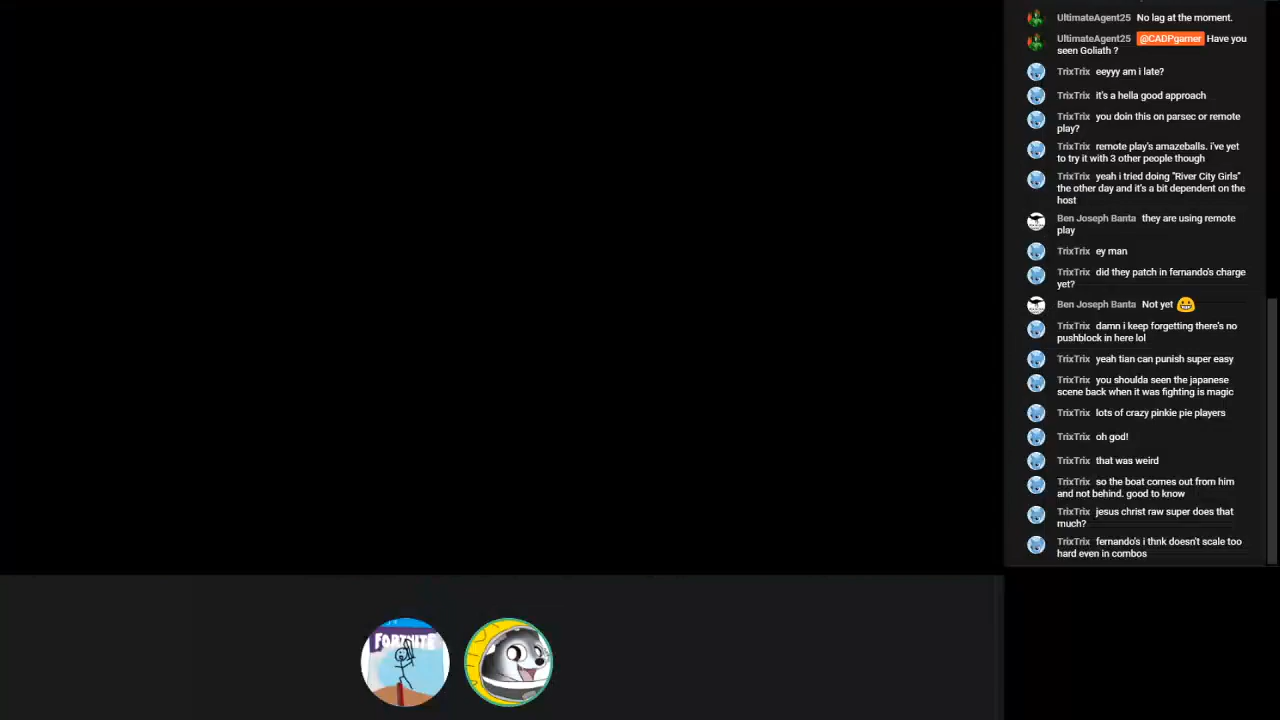 UltimateAgent25 No lag at the moment.
UltimateAgent25 @CADPgamer Have you
seen Goliath ?
TrixTrix eeyyy am i late?
TrixTrix it's a hella good approach
TrixTrix you doin this on parsec or remote
play?
TrixTrix remote play's amazeballs. i've yet
to try it with 3 other people though
TrixTrix yeah i tried doing "River City Girls"
the other day and it's a bit dependent on the
host
Ben Joseph Banta they are using remote
play
TrixTrix ey man
TrixTrix did they patch in fernando's charge
yet?
Ben Joseph Banta Not yet
TrixTrix damn i keep forgetting there's no
pushblock in here lol
TrixTrix yeah tian can punish super easy
TrixTrix you shoulda seen the japanese
scene back when it was fighting is magic
TrixTrix lots of crazy pinkie pie players
TrixTrix oh god!
TrixTrix that was weird
TrixTrix so the boat comes out from him
and not behind. good to know
TrixTrix jesus christ raw super does that
much?
TrixTrix fernando's i thnk doesn't scale too
hard even in combos
FORTNITE